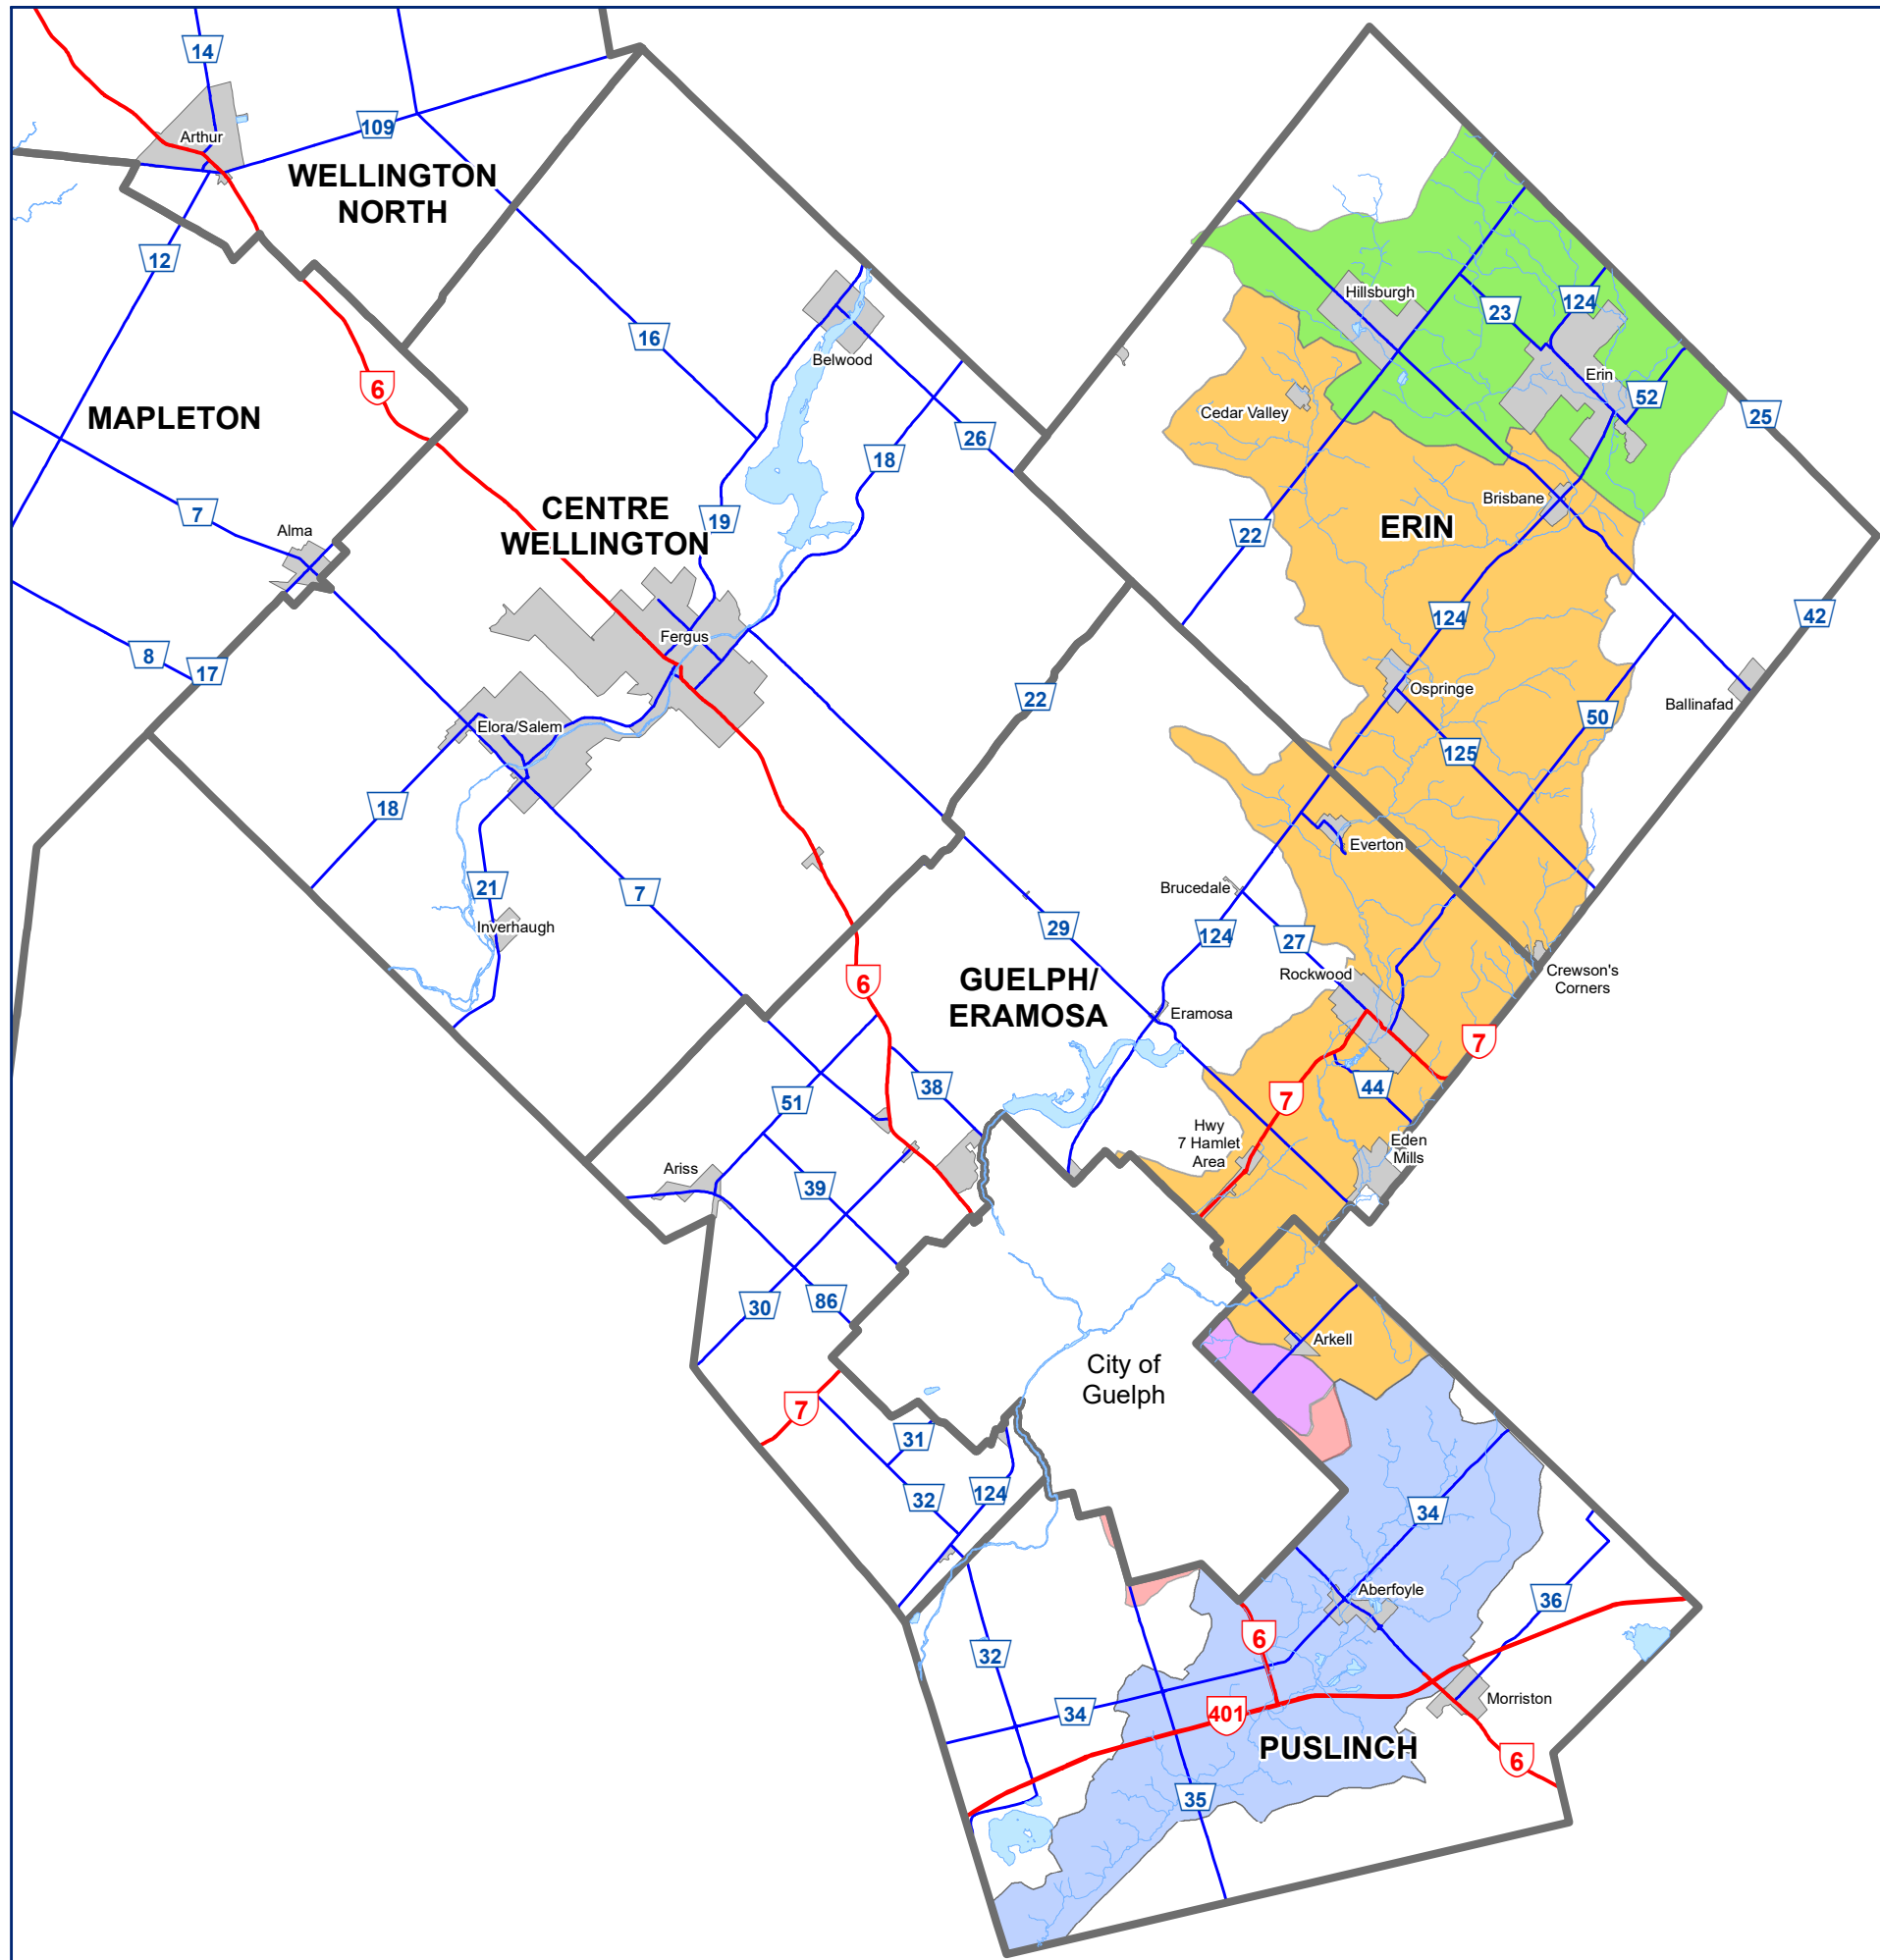 14
Arthur
109
WELLINGTON
NORTH
12
6
16
MAPLETON
Belwood
26
18
7
Alma
CENTRE
WELLINGTON
19
Fergus
8
17
Elora/Salem
18
21
Inverhaugh
7
22
29
6
GUELPH/
ERAMOSA
38
51
Ariss
39
30
86
7
31
32
124
City of
Guelph
Hillsburgh
23
124
Erin
52
25
Cedar Valley
Brisbane
ERIN
22
124
42
Ospringe
Ballinafad
50
125
Everton
Brucedale
124
27
Rockwood
Crewson's
Corners
Eramosa
7
7
44
Hwy
7 Hamlet
Area
Eden
Mills
Arkell
34
Aberfoyle
36
6
32
34
401
Morriston
PUSLINCH
6
35